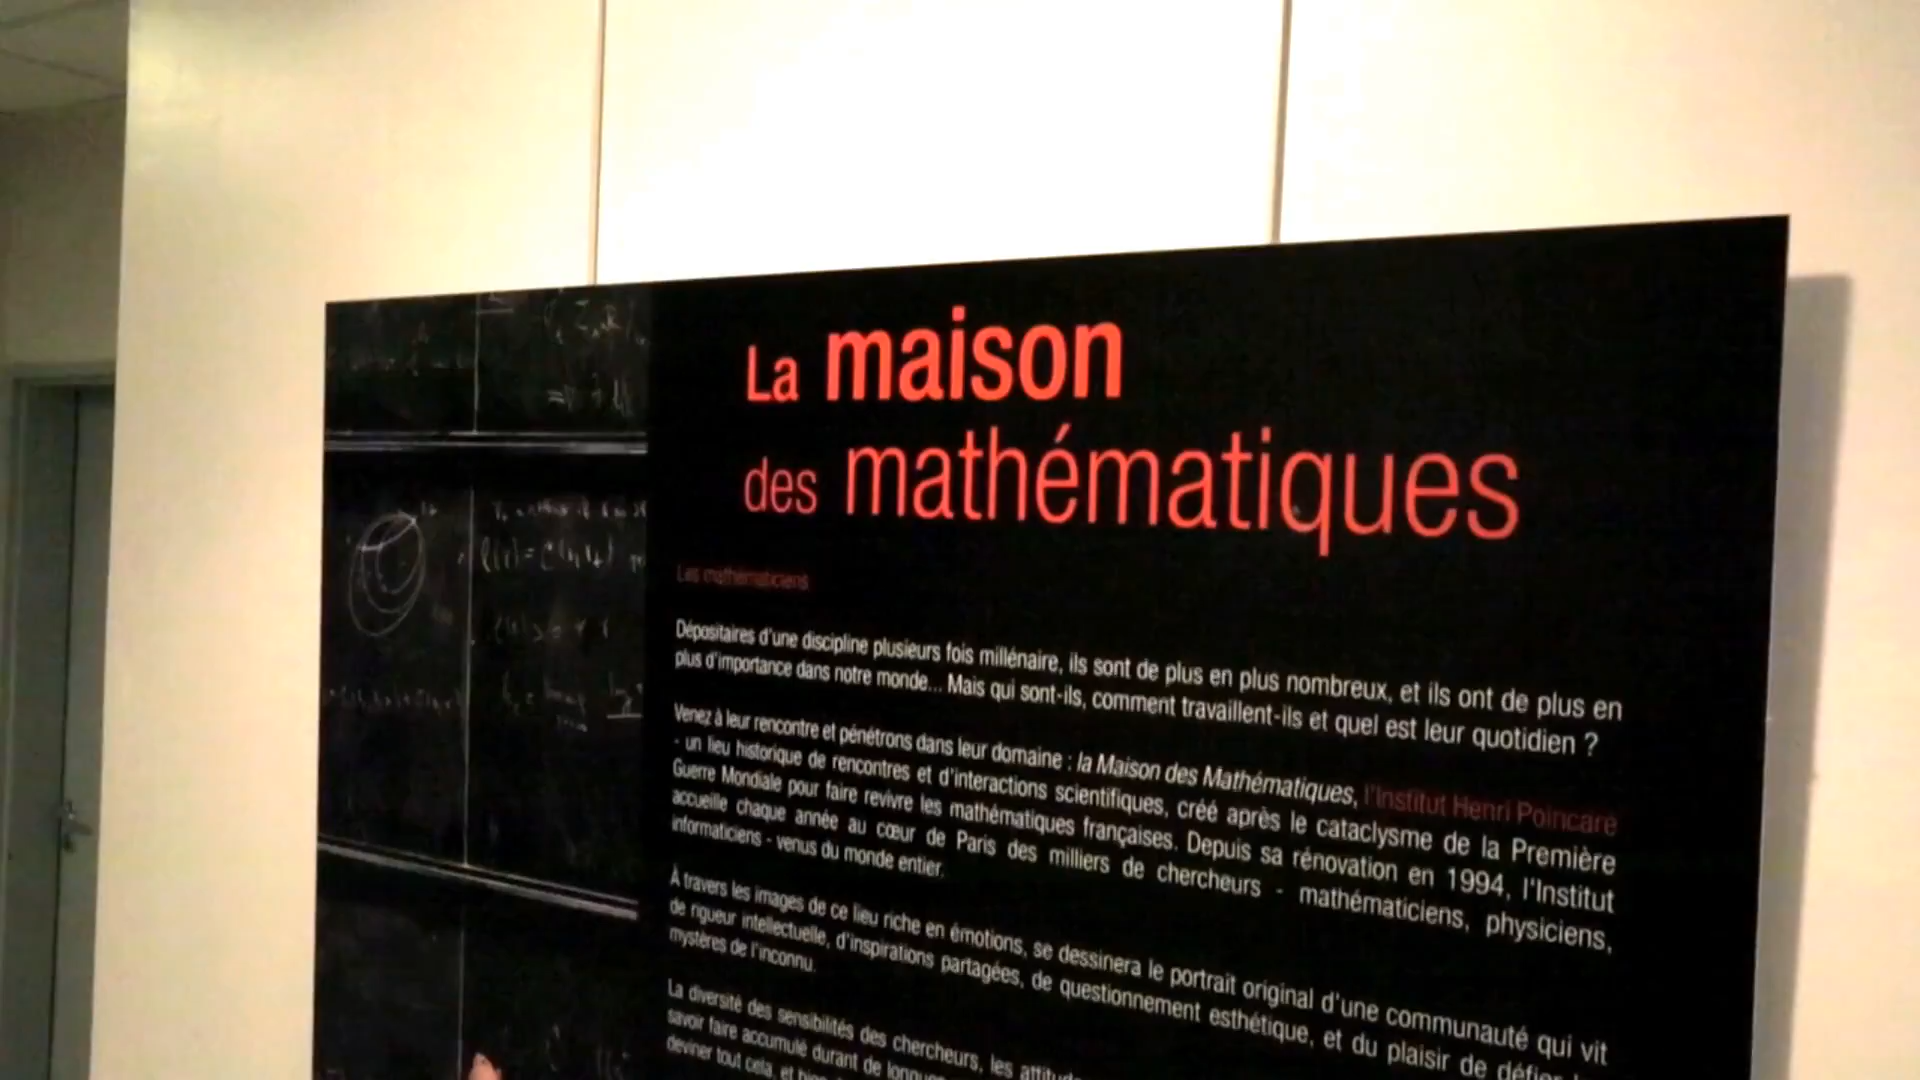 La maison
des mathématiques
Les mathématiciens
Dépositaires d'une discipline plusieurs fois millénaire, ils sont de plus en plus nombreux, et ils ont de plus en
plus d'importance dans notre monde... Mais qui sont-ils, comment travaillent-ils et quel est leur quotidien ?
Venez à leur rencontre et pénétrons dans leur domaine : la Maison des Mathématiques, l'Institut Henri Poincaré
- un lieu historique de rencontres et d'interactions scientifiques, créé après le cataclysme de la Première
Guerre Mondiale pour faire revivre les mathématiques françaises. Depuis sa rénovation en 1994, l'Institut
accueille chaque année au cœur de Paris des milliers de chercheurs - mathématiciens, physiciens,
informaticiens - venus du monde entier.
À travers les images de ce lieu riche en émotions, se dessinera le portrait original d'une communauté qui vit
de rigueur intellectuelle, d'inspirations partagées, de questionnement esthétique, et du plaisir de défier
mystères de l'inconnu.
La diversité des sensibilités des chercheurs, les
savoir faire accumulé durant de
deviner tout cela, et